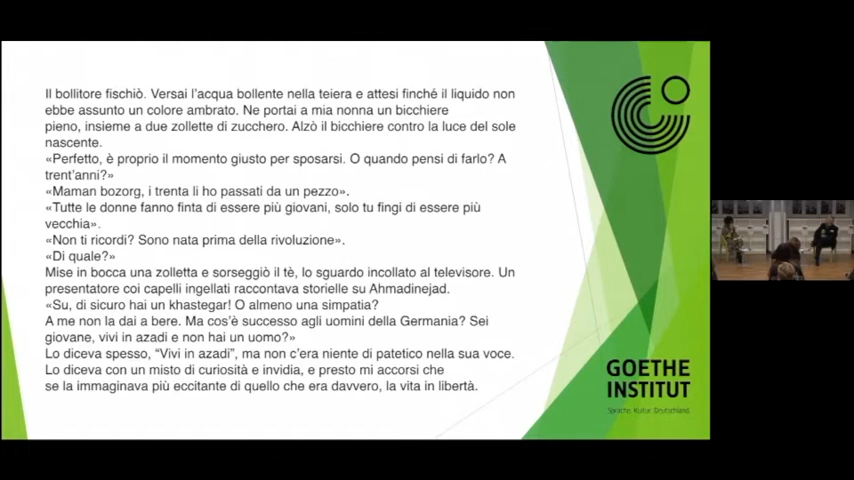 Il bollitore fischiò. Versai l'acqua bollente nella teiera e attesi finché il liquido non
ebbe assunto un colore ambrato. Ne portai a mia nonna un bicchiere
pieno, insieme a due zollette di zucchero. Alzò il bicchiere contro la luce del sole
nascente.
«Perfetto, è proprio il momento giusto per sposarsi. O quando pensi di farlo? A
trent'anni?»
«Maman bozorg, i trenta li ho passati da un pezzo».
«Tutte le donne fanno finta di essere più giovani, solo tu fingi di essere più
vecchia».
«Non ti ricordi? Sono nata prima della rivoluzione».
«Di quale?»
Mise in bocca una zolletta e sorseggiò il tè, lo sguardo incollato al televisore. Un
presentatore coi capelli ingellati raccontava storielle su Ahmadinejad.
«Su, di sicuro hai un khastegar! O almeno una simpatia?
A me non la dai a bere. Ma cos'è successo agli uomini della Germania? Sei
giovane, vivi in azadi e non hai un uomo?»
Lo diceva spesso, "Vivi in azadi", ma non c'era niente di patetico nella sua voce.
Lo diceva con un misto di curiosità e invidia, e presto mi accorsi che
se la immaginava più eccitante di quello che era davvero, la vita in libertà.
GOETHE
INSTITUT
Sprache. Kultur. Deutschland.